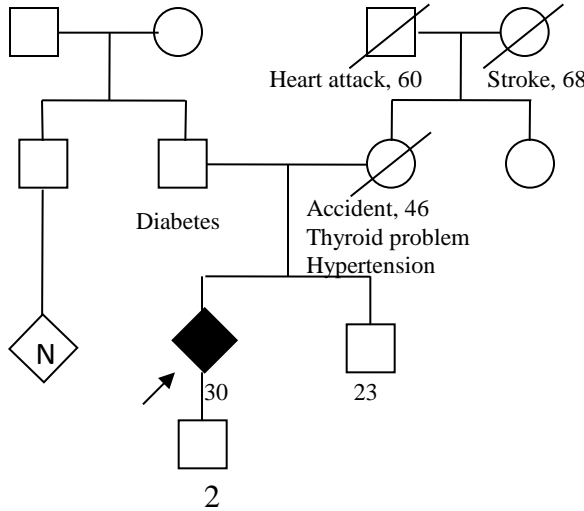 Heart attack, 60
Stroke, 68
Diabetes
Accident, 46
Thyroid problem
Hypertension
N
30
23
2